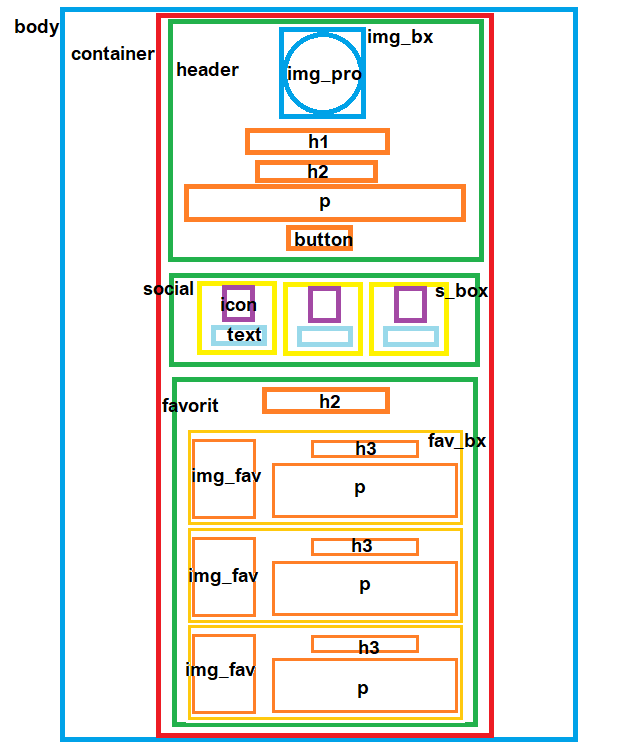 body
container
header
img_bx
img_pro
h1
h2
p
button
social
s_box
icon
text
favorit
h2
fav_bx
img_fav
h3
p
img_fav
h3
p
img_fav
h3
p